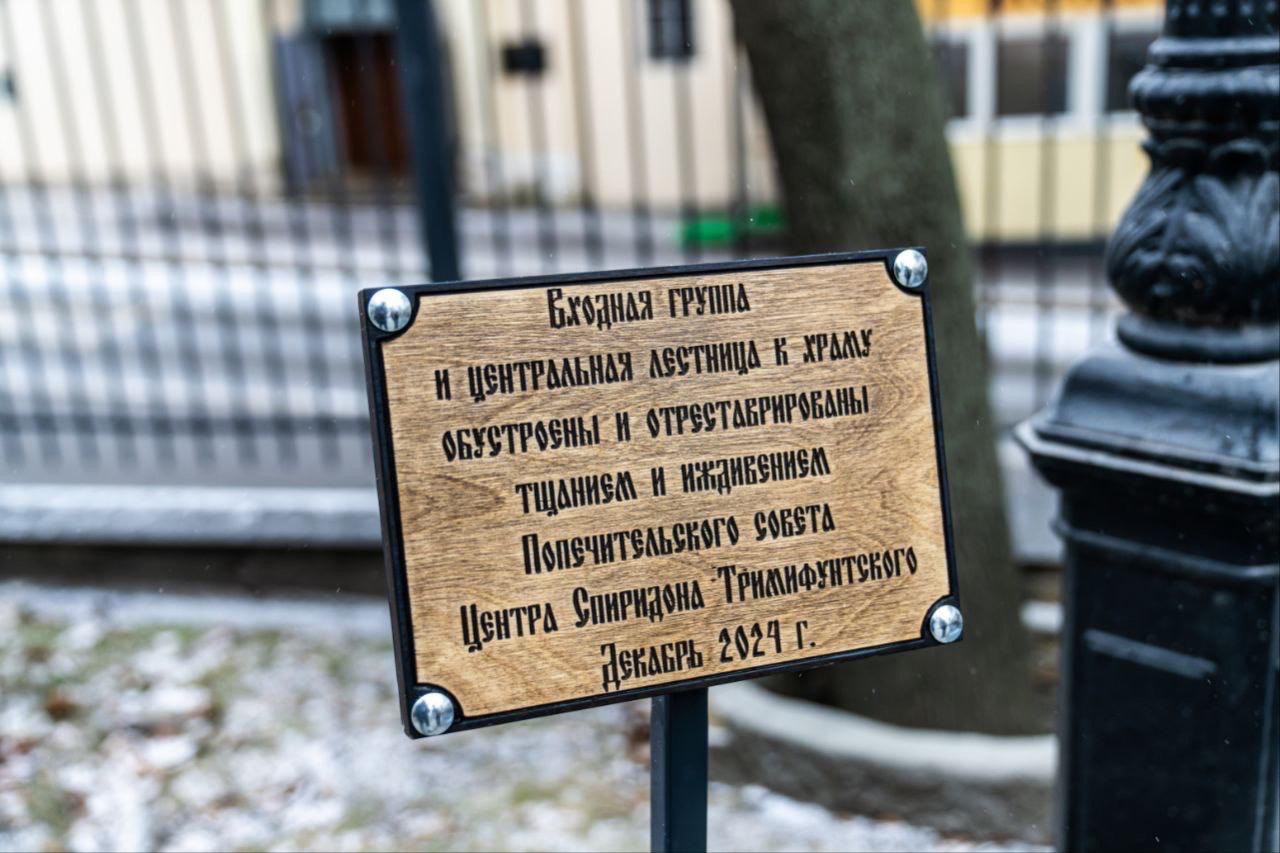 Входная группа
и центральная лестница к храму
обустроены и отреставрированы
тщанием и иждивением
Попечительского совета
Центра Спиридона Тримифунтского
Декабрь 2024 г.